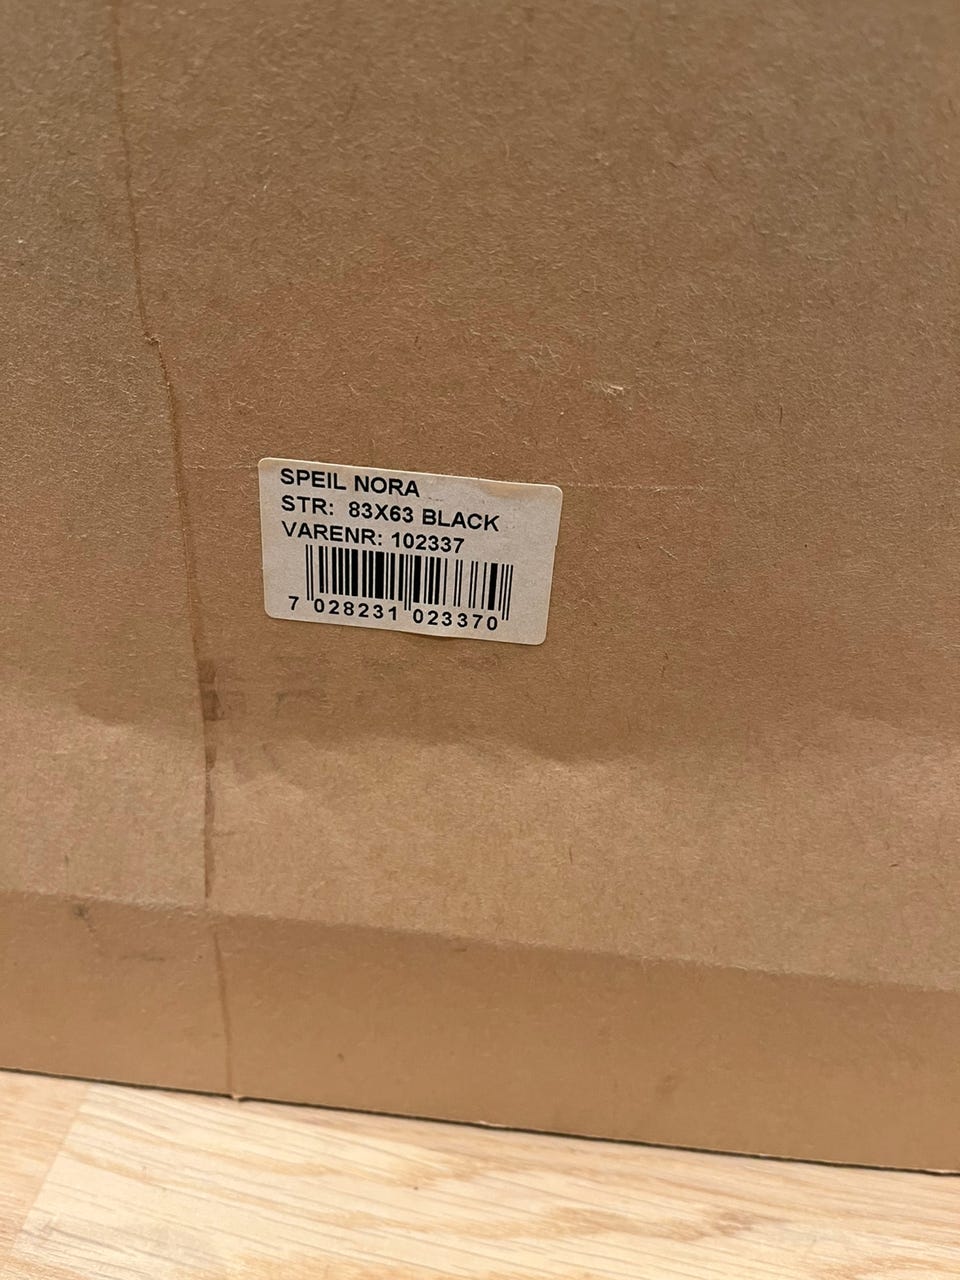 SPEIL NORA
STR: 83X63 BLACK
VARENR: 102337
7 028231 023370